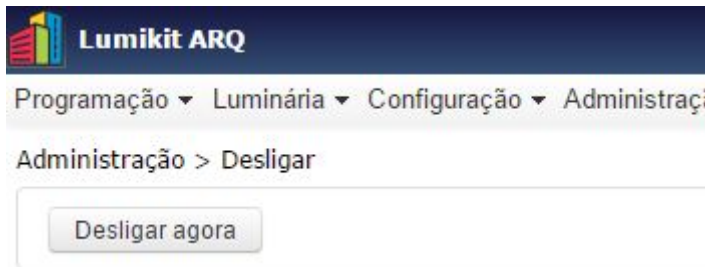 Lumikit ARQ
Programação Luminária Configuração
Administração > Desligar
Desligar agora